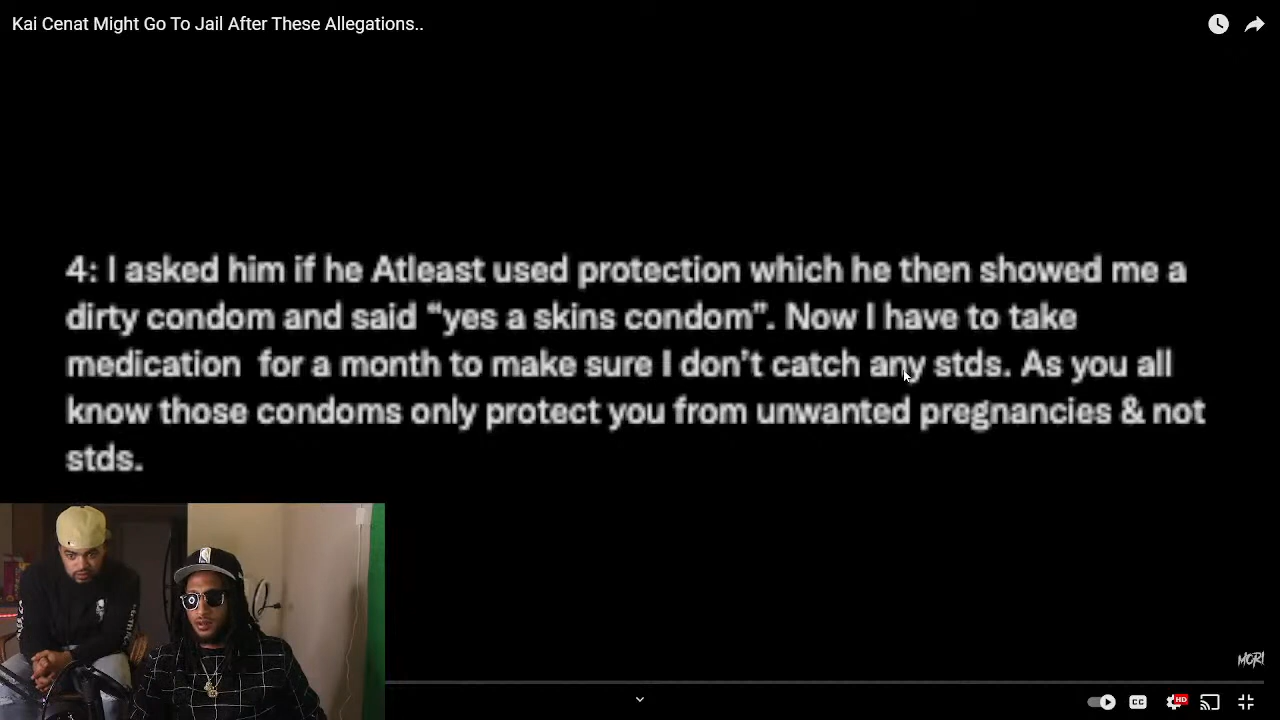 Kai Cenat Might Go To Jail After These Allegations..
4: I asked him if he Atleast used protection which he then showed me a
dirty condom and said “yes a skins condom”. Now I have to take
medication  for a month to make sure I don’t catch any stds. As you all
know those condoms only protect you from unwanted pregnancies & not
stds.
MORI
CC
HD